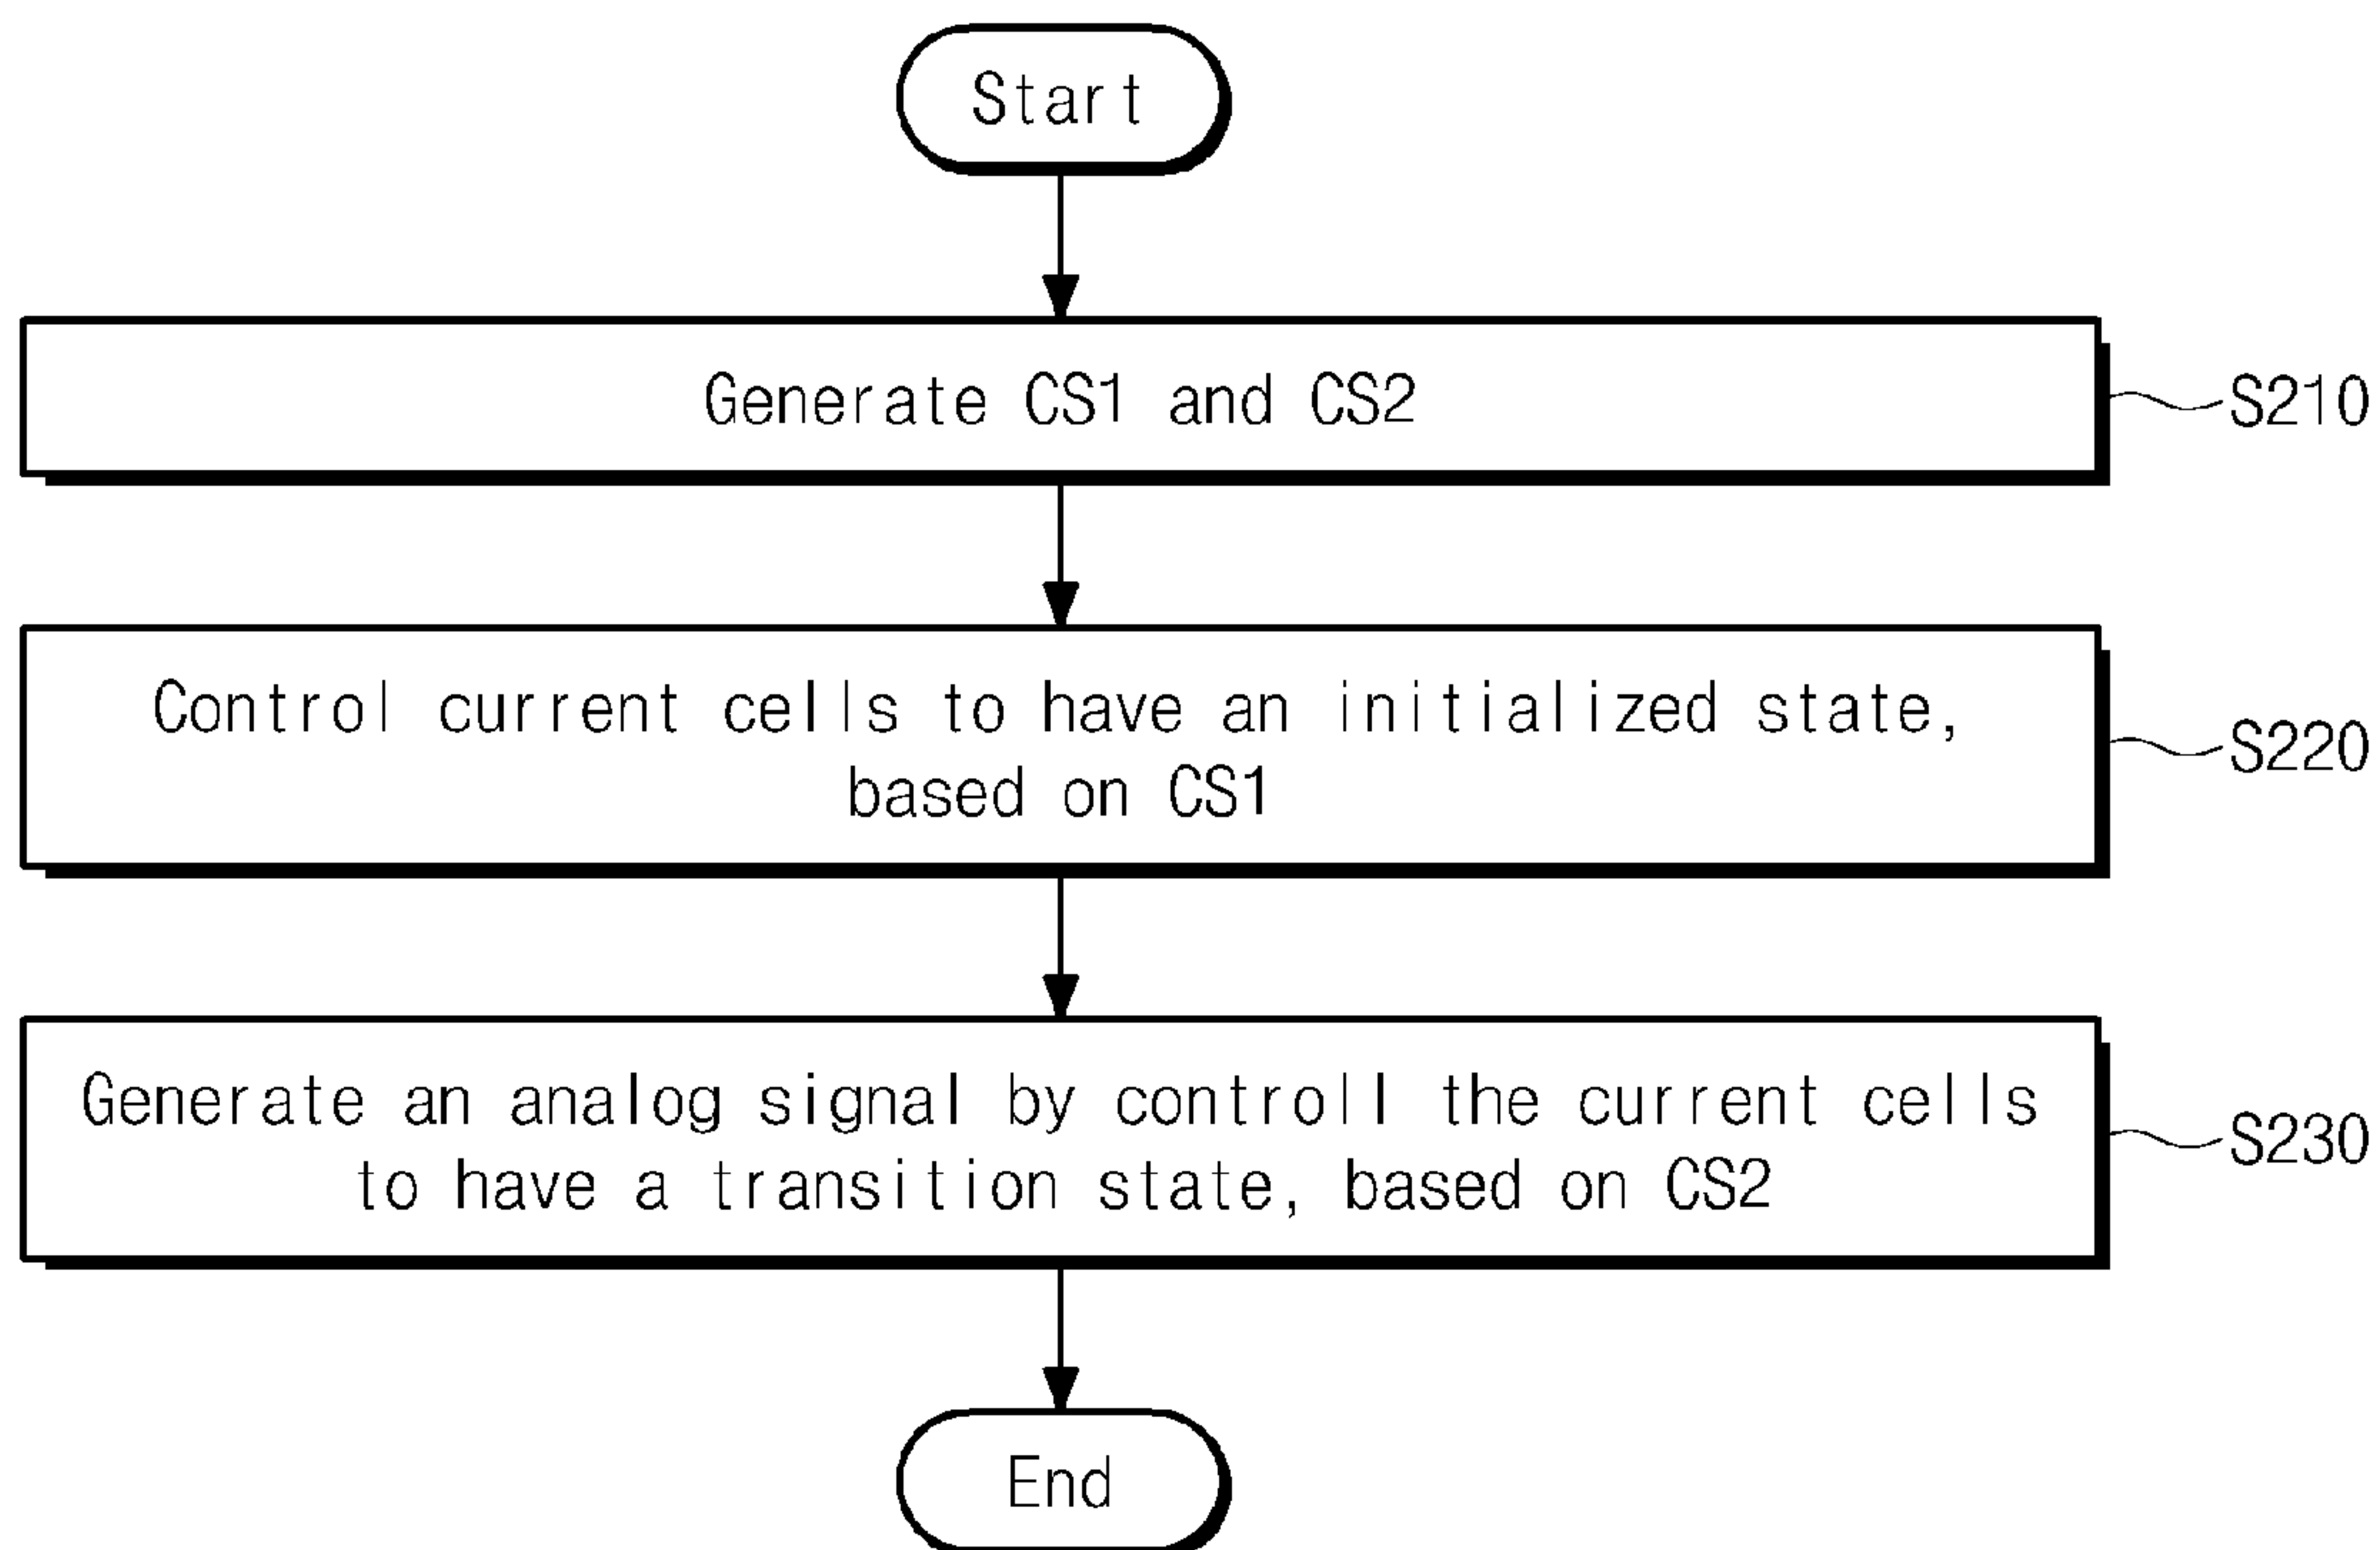 Start
Generate CS1 and CS2
S210
Control current cells to have an initialized state,
based on CS1
S220
Generate an analog signal by controll the current cells
to have a transition state, based on CS2
S230
End